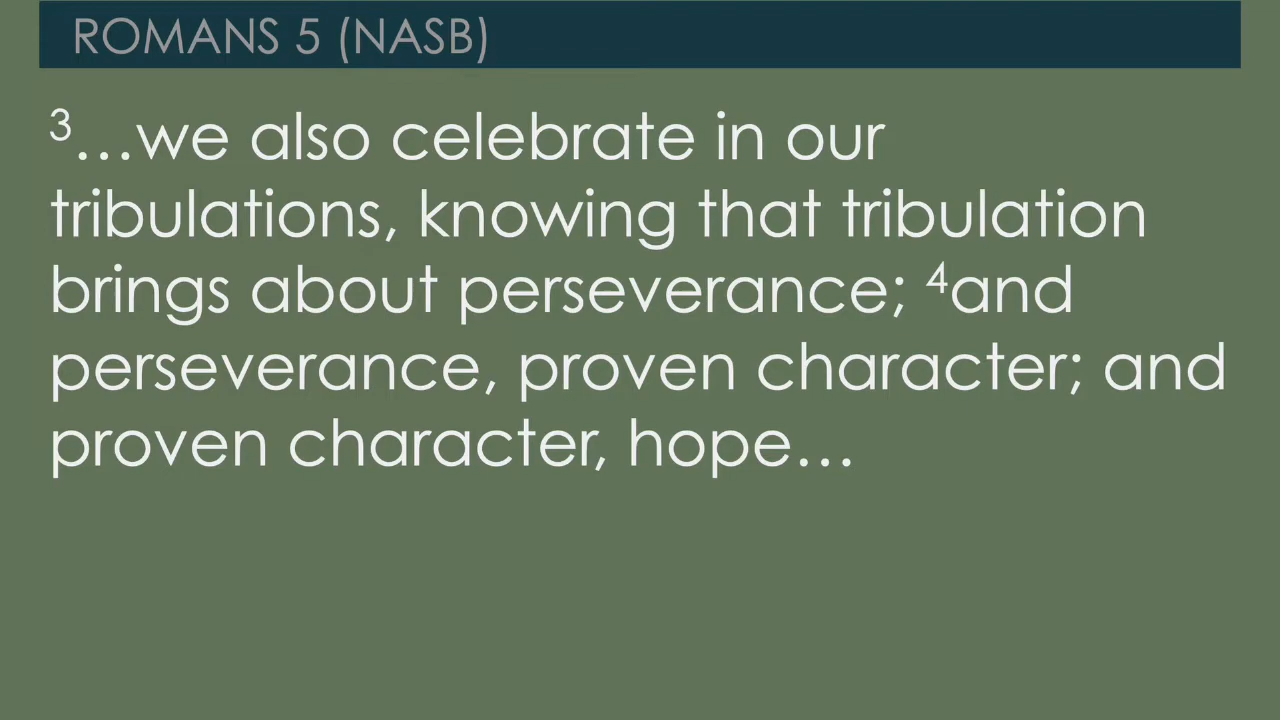 ROMANS 5 (NASB)
³…we also celebrate in our
tribulations, knowing that tribulation
brings about perseverance; ⁴and
perseverance, proven character; and
proven character, hope…